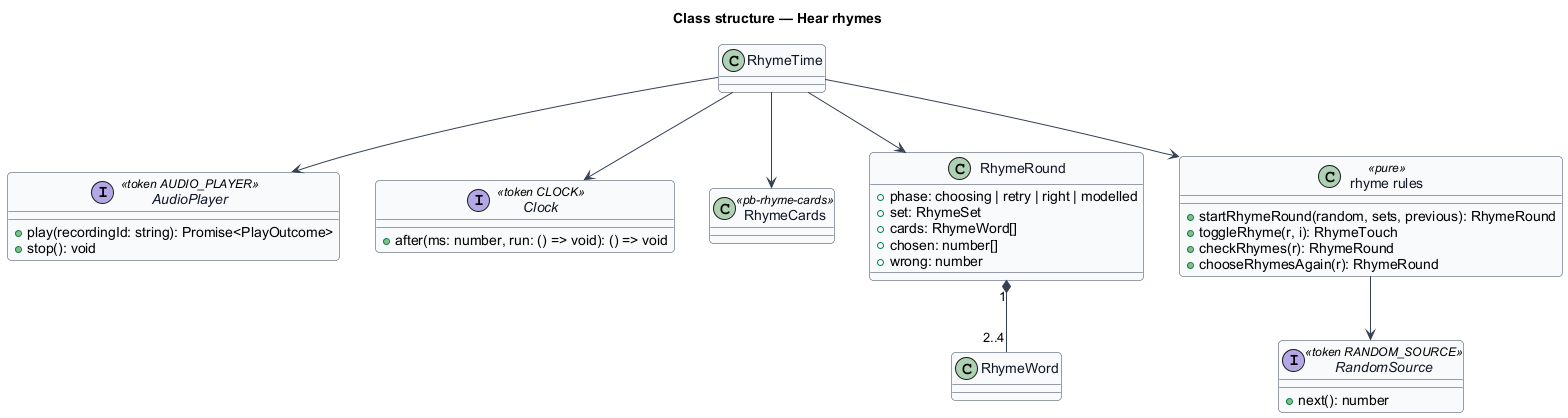 Class structure — Hear rhymes
C RhymeTime
I «token AUDIO_PLAYER»
AudioPlayer
play(recordingId: string): Promise<PlayOutcome>
stop(): void
I «token CLOCK»
Clock
after(ms: number, run: () => void): () => void
C «pb-rhyme-cards»
RhymeCards
C RhymeRound
phase: choosing | retry | right | modelled
set: RhymeSet
cards: RhymeWord[]
chosen: number[]
wrong: number
C «pure»
rhyme rules
startRhymeRound(random, sets, previous): RhymeRound
toggleRhyme(r, i): RhymeTouch
checkRhymes(r): RhymeRound
chooseRhymesAgain(r): RhymeRound
1
2..4
C RhymeWord
I «token RANDOM_SOURCE»
RandomSource
next(): number